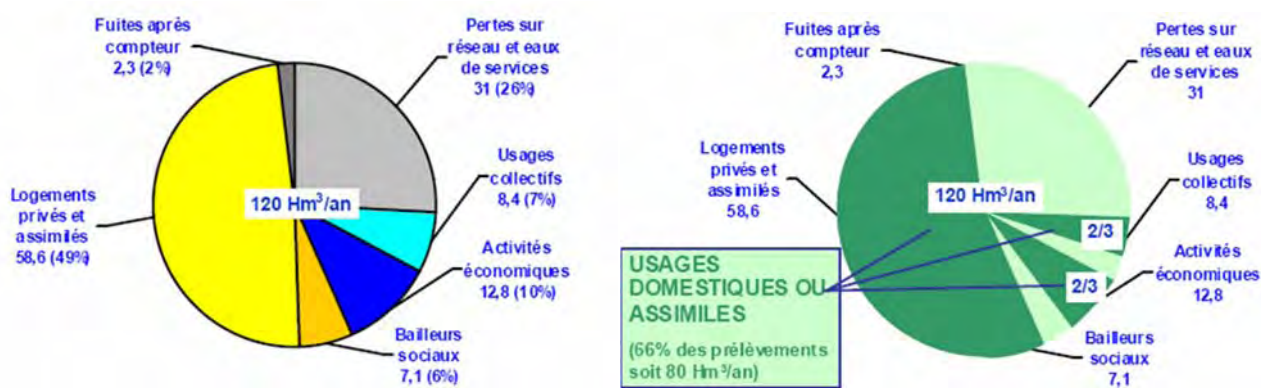 Fuites après
compteur
2,3 (2%)
Pertes sur
réseau et eaux
de services
31 (26%)
Usages
collectifs
8,4 (7%)
Logements
privés et
assimilés
58,6 (49%)
120 Hm³/an
Activités
économiques
12,8 (10%)
Bailleurs
sociaux
7,1 (6%)
Fuites après
compteur
2,3
Pertes sur
réseau et eaux
de services
31
Logements
privés et
assimilés
58,6
120 Hm³/an
Usages
collectifs
8,4
2/3
Activités
économiques
12,8
2/3
USAGES
DOMESTIQUES OU
ASSIMILES
(66% des prélèvements
soit 80 Hm³/an)
Bailleurs
sociaux
7,1